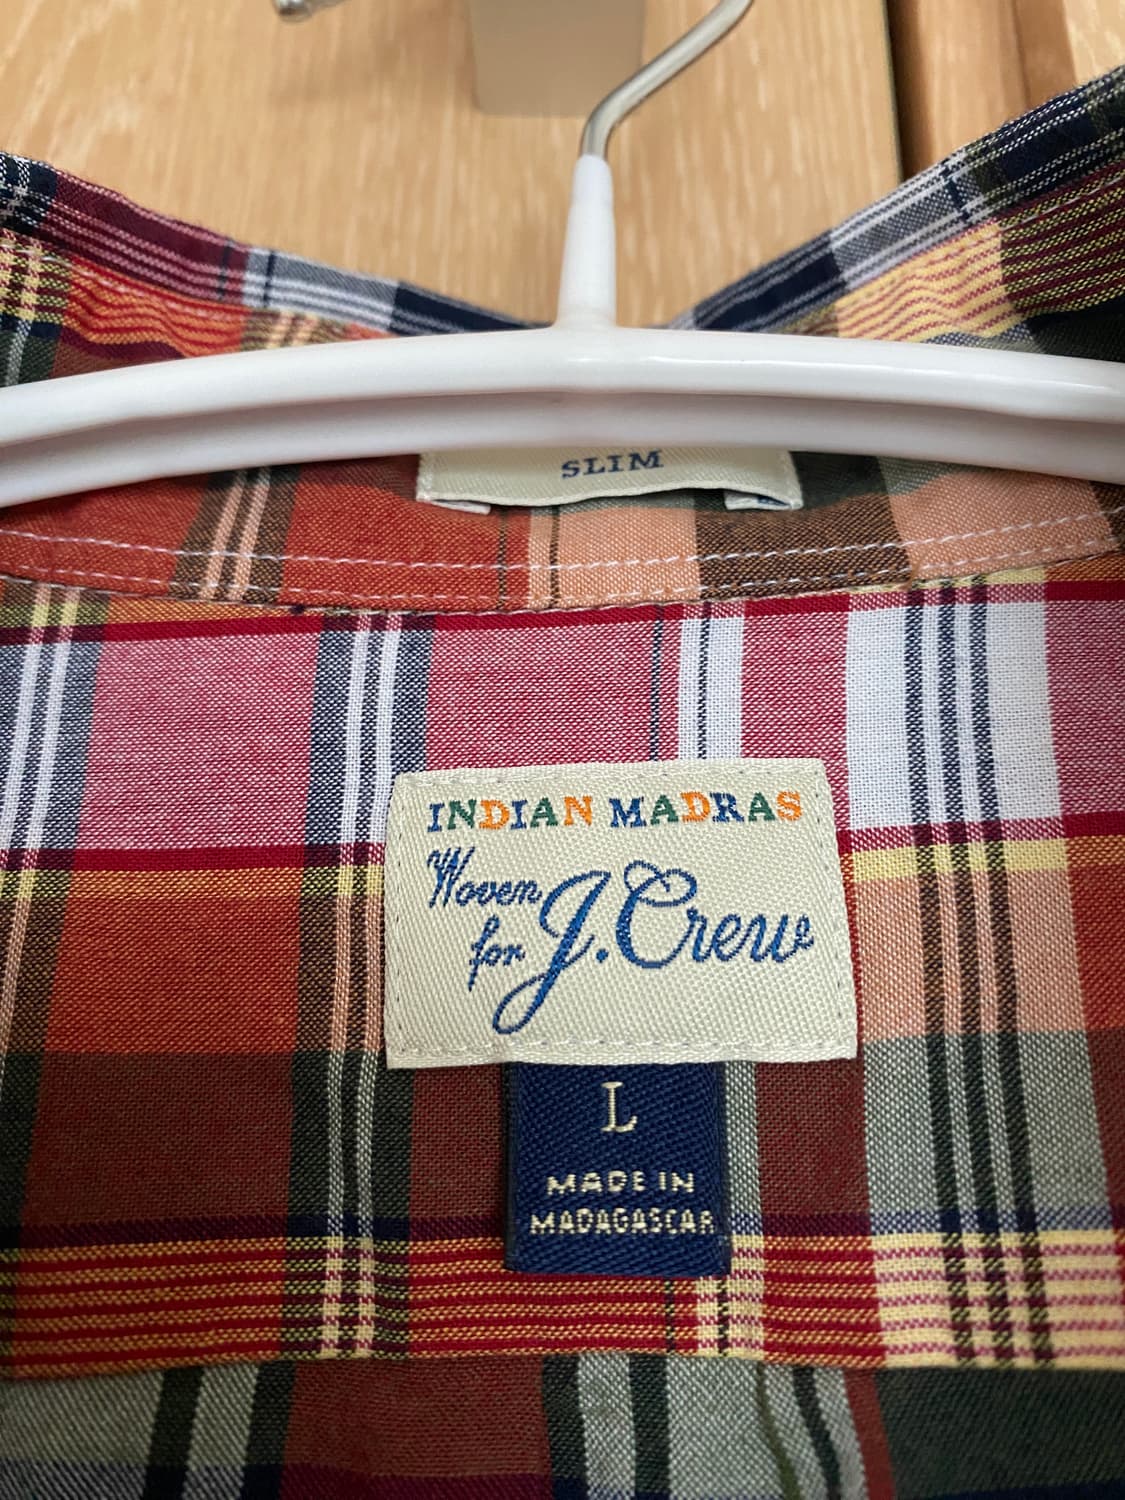 SLIM
INDIAN MADRAS
Woven
for J.Crew
L
MADE IN
MADAGASCAR